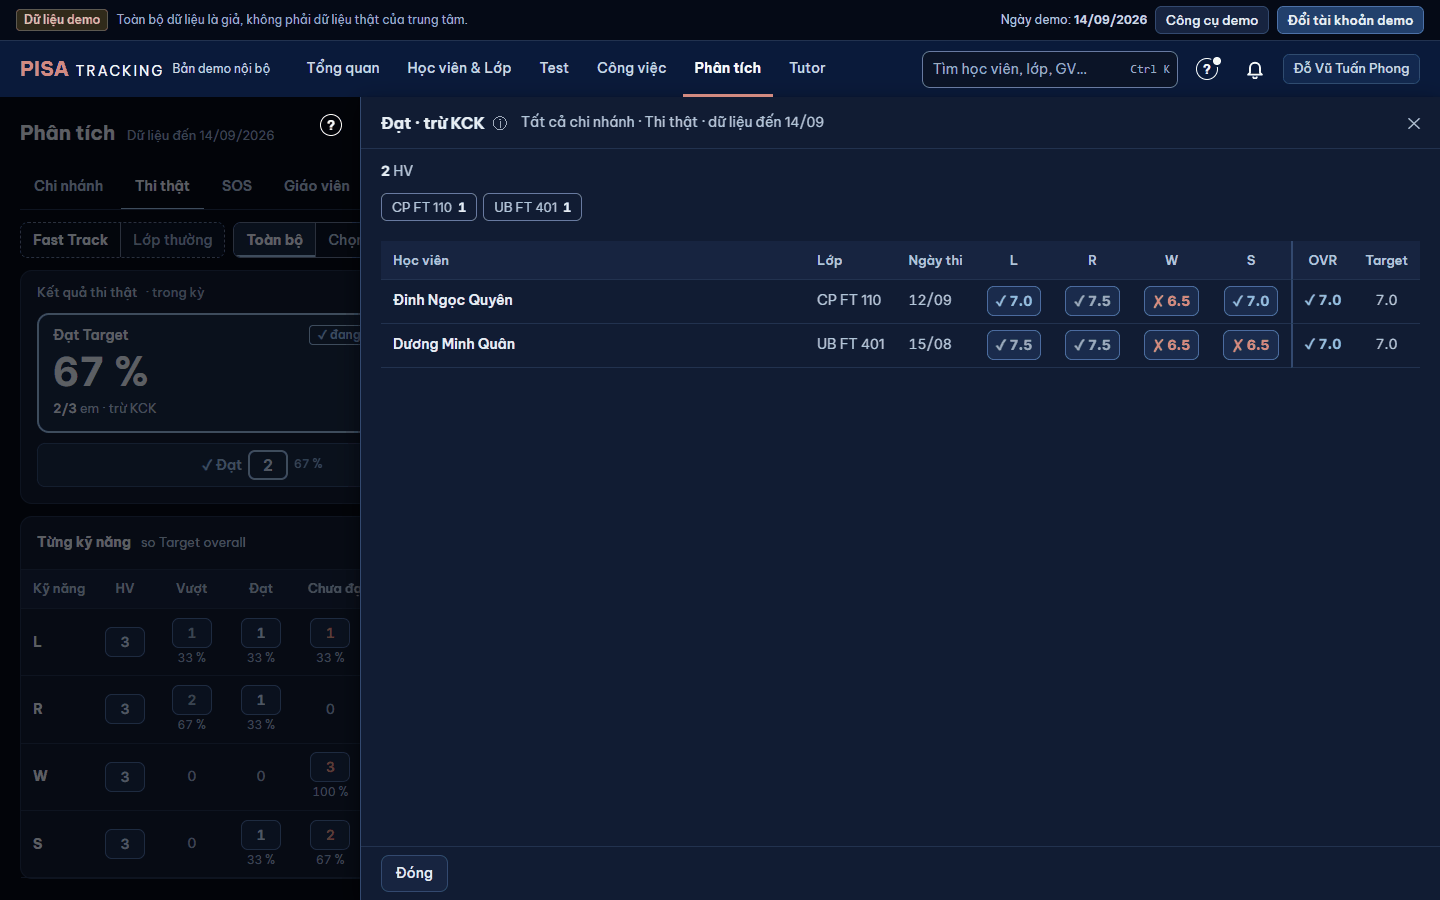 Dữ liệu demo Toàn bộ dữ liệu là giả, không phải dữ liệu thật của trung tâm. Ngày demo: 14/09/2026 Công cụ demo Đổi tài khoản demo
PISA TRACKING Bản demo nội bộ Tổng quan Học viên & Lớp Test Công việc Phân tích Tutor Tìm học viên, lớp, GV... Ctrl K ? Đỗ Vũ Tuấn Phong
Phân tích Dữ liệu đến 14/09/2026 ?
Chi nhánh Thi thật SOS Giáo viên
Fast Track Lớp thường Toàn bộ Chọn
Kết quả thi thật · trong kỳ
Đạt Target ✓ đang
67 %
2/3 em · trừ KCK
✓ Đạt 2 67 %
Từng kỹ năng so Target overall
Kỹ năng HV Vượt Đạt Chưa đạ
L 3 1 33 % 1 33 % 1 33 %
R 3 2 67 % 1 33 % 0
W 3 0 0 3 100 %
S 3 0 1 33 % 2 67 %
Đạt · trừ KCK ⓘ Tất cả chi nhánh · Thi thật · dữ liệu đến 14/09
2 HV
CP FT 110 1 UB FT 401 1
Học viên Lớp Ngày thi L R W S OVR Target
Đinh Ngọc Quyên CP FT 110 12/09 ✓ 7.0 ✓ 7.5 ✗ 6.5 ✓ 7.0 ✓ 7.0 7.0
Dương Minh Quân UB FT 401 15/08 ✓ 7.5 ✓ 7.5 ✗ 6.5 ✗ 6.5 ✓ 7.0 7.0
Đóng